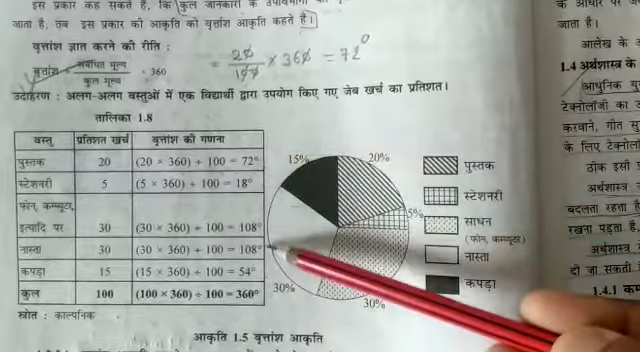 इस प्रकार कह सकते हैं, कि कुल जानकारी के उपविभागों
जाता है, तब इस प्रकार की आकृति को वृत्तांश आकृति कहते हैं।
वृत्तांश ज्ञात करने की रीति :
वृत्तांश = संबंधित मूल्य / कुल मूल्य × 360
= 20/100 × 360 = 72°
उदाहरण : अलग-अलग वस्तुओं में एक विद्यार्थी द्वारा उपयोग किए गए जेब खर्च का प्रतिशत।
तालिका 1.8
वस्तु प्रतिशत खर्च वृत्तांश की गणना
पुस्तक 20 (20 × 360) ÷ 100 = 72°
स्टेशनरी 5 (5 × 360) ÷ 100 = 18°
फोन, कम्प्यूटर,
इत्यादि पर 30 (30 × 360) ÷ 100 = 108°
नास्ता 30 (30 × 360) ÷ 100 = 108°
कपड़ा 15 (15 × 360) ÷ 100 = 54°
कुल 100 (100 × 360) ÷ 100 = 360°
स्रोत : काल्पनिक
15%
20%
5%
30%
30%
पुस्तक
स्टेशनरी
साधन
(फोन, कम्प्यूटर)
नास्ता
कपड़ा
आकृति 1.5 वृत्तांश आकृति
के आधार पर
जाता है।
आलेख के
1.4 अर्थशास्त्र के
आधुनिक
टेक्नोलॉजी का
करवाने, गीत
के लिए
ठीक इसी
अर्थशास्त्र
बदलता रहता है
रखना पड़ता है,
अर्थशास्त्र
दी जा सकती
1.4.1